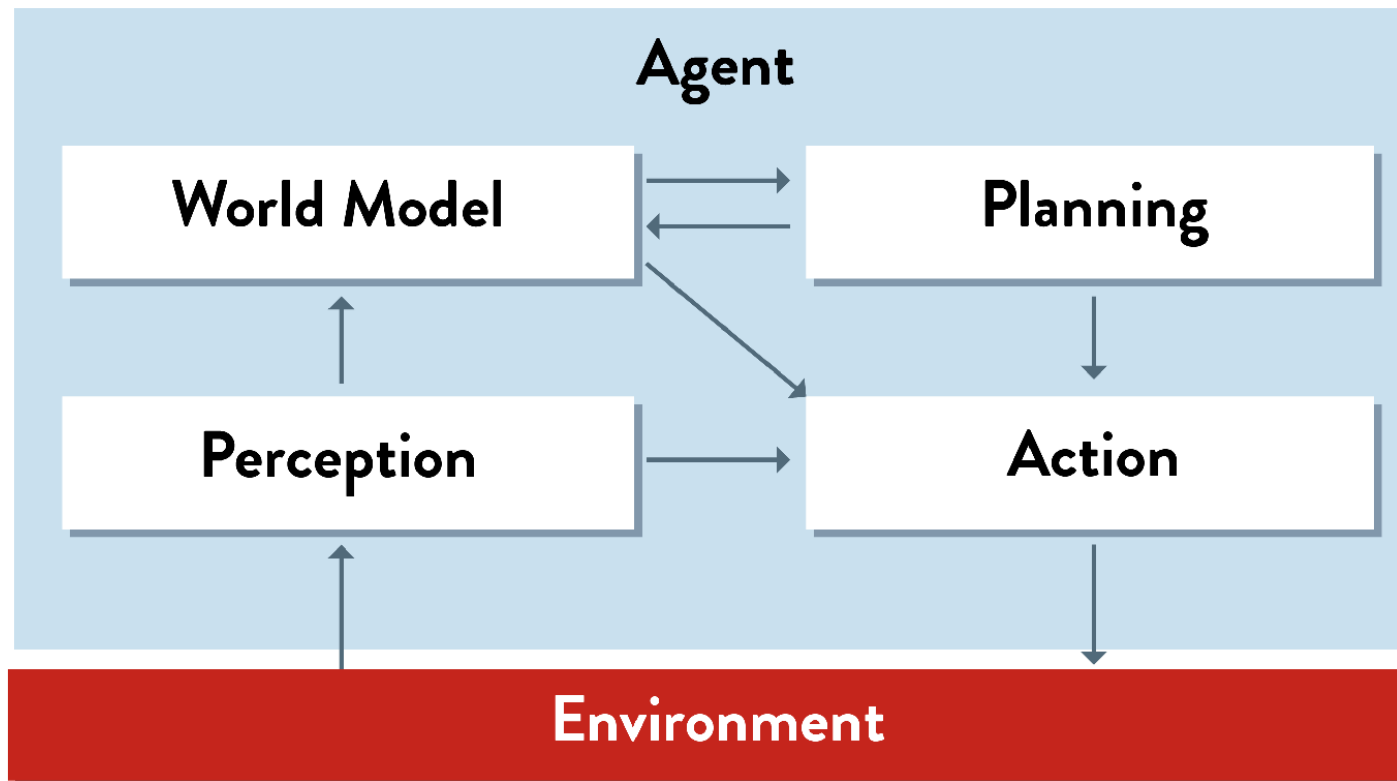 Agent
World Model
Planning
Perception
Action
Environment